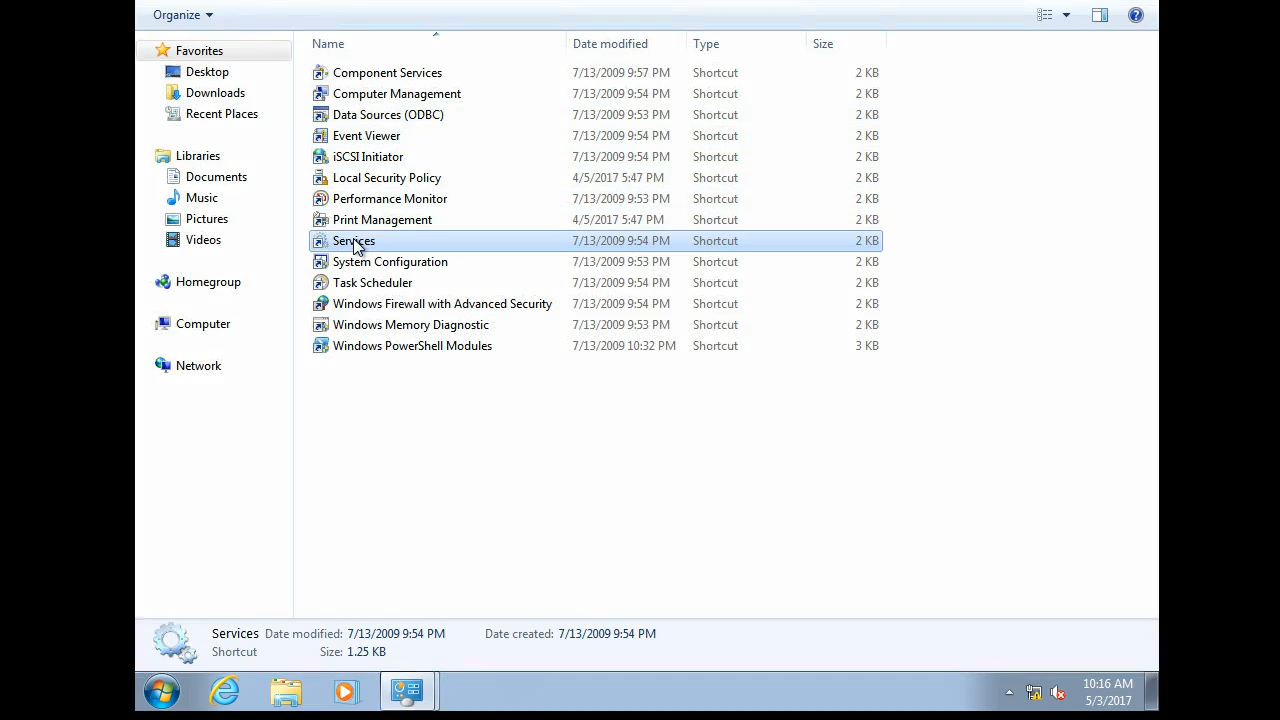 Organize
Name Date modified Type Size
Favorites
Desktop
Downloads
Recent Places
Libraries
Documents
Music
Pictures
Videos
Homegroup
Computer
Network
Component Services 7/13/2009 9:57 PM Shortcut 2 KB
Computer Management 7/13/2009 9:54 PM Shortcut 2 KB
Data Sources (ODBC) 7/13/2009 9:53 PM Shortcut 2 KB
Event Viewer 7/13/2009 9:54 PM Shortcut 2 KB
iSCSI Initiator 7/13/2009 9:54 PM Shortcut 2 KB
Local Security Policy 4/5/2017 5:47 PM Shortcut 2 KB
Performance Monitor 7/13/2009 9:53 PM Shortcut 2 KB
Print Management 4/5/2017 5:47 PM Shortcut 2 KB
Services 7/13/2009 9:54 PM Shortcut 2 KB
System Configuration 7/13/2009 9:53 PM Shortcut 2 KB
Task Scheduler 7/13/2009 9:54 PM Shortcut 2 KB
Windows Firewall with Advanced Security 7/13/2009 9:54 PM Shortcut 2 KB
Windows Memory Diagnostic 7/13/2009 9:53 PM Shortcut 2 KB
Windows PowerShell Modules 7/13/2009 10:32 PM Shortcut 3 KB
Services Date modified: 7/13/2009 9:54 PM Date created: 7/13/2009 9:54 PM
Shortcut Size: 1.25 KB
10:16 AM
5/3/2017